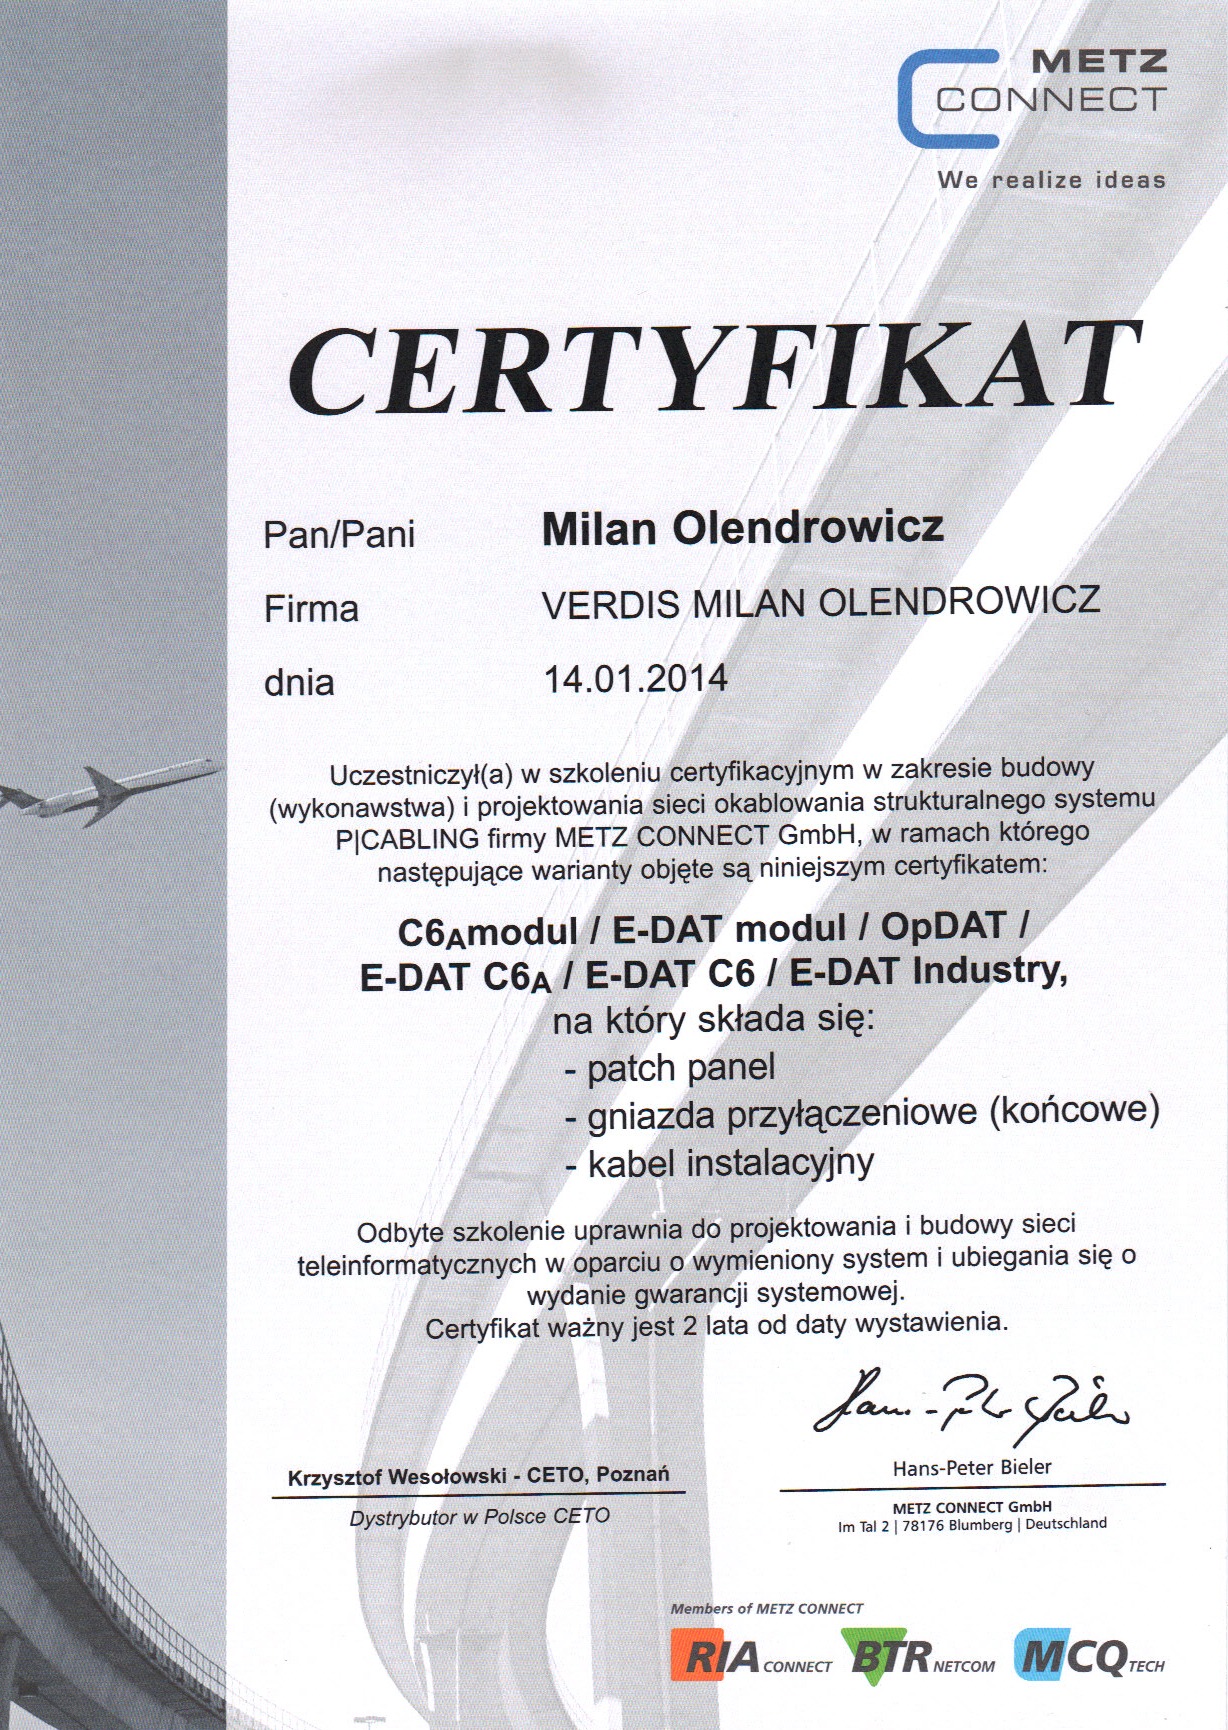 METZ
CONNECT
We realize ideas
CERTYFIKAT
Pan/Pani Milan Olendrowicz
Firma VERDIS MILAN OLENDROWICZ
dnia 14.01.2014
Uczestniczył(a) w szkoleniu certyfikacyjnym w zakresie budowy
(wykonawstwa) i projektowania sieci okablowania strukturalnego systemu
P|CABLING firmy METZ CONNECT GmbH, w ramach którego
następujące warianty objęte są niniejszym certyfikatem:
C6Amodul / E-DAT modul / OpDAT /
E-DAT C6A / E-DAT C6 / E-DAT Industry,
na który składa się:
- patch panel
- gniazda przyłączeniowe (końcowe)
- kabel instalacyjny
Odbyte szkolenie uprawnia do projektowania i budowy sieci
teleinformatycznych w oparciu o wymieniony system i ubiegania się o
wydanie gwarancji systemowej.
Certyfikat ważny jest 2 lata od daty wystawienia.
Hans-Peter Bieler
Krzysztof Wesołowski - CETO, Poznań
Dystrybutor w Polsce CETO
Hans-Peter Bieler
METZ CONNECT GmbH
Im Tal 2 | 78176 Blumberg | Deutschland
Members of METZ CONNECT
RIA CONNECT BTR NETCOM MCQ TECH